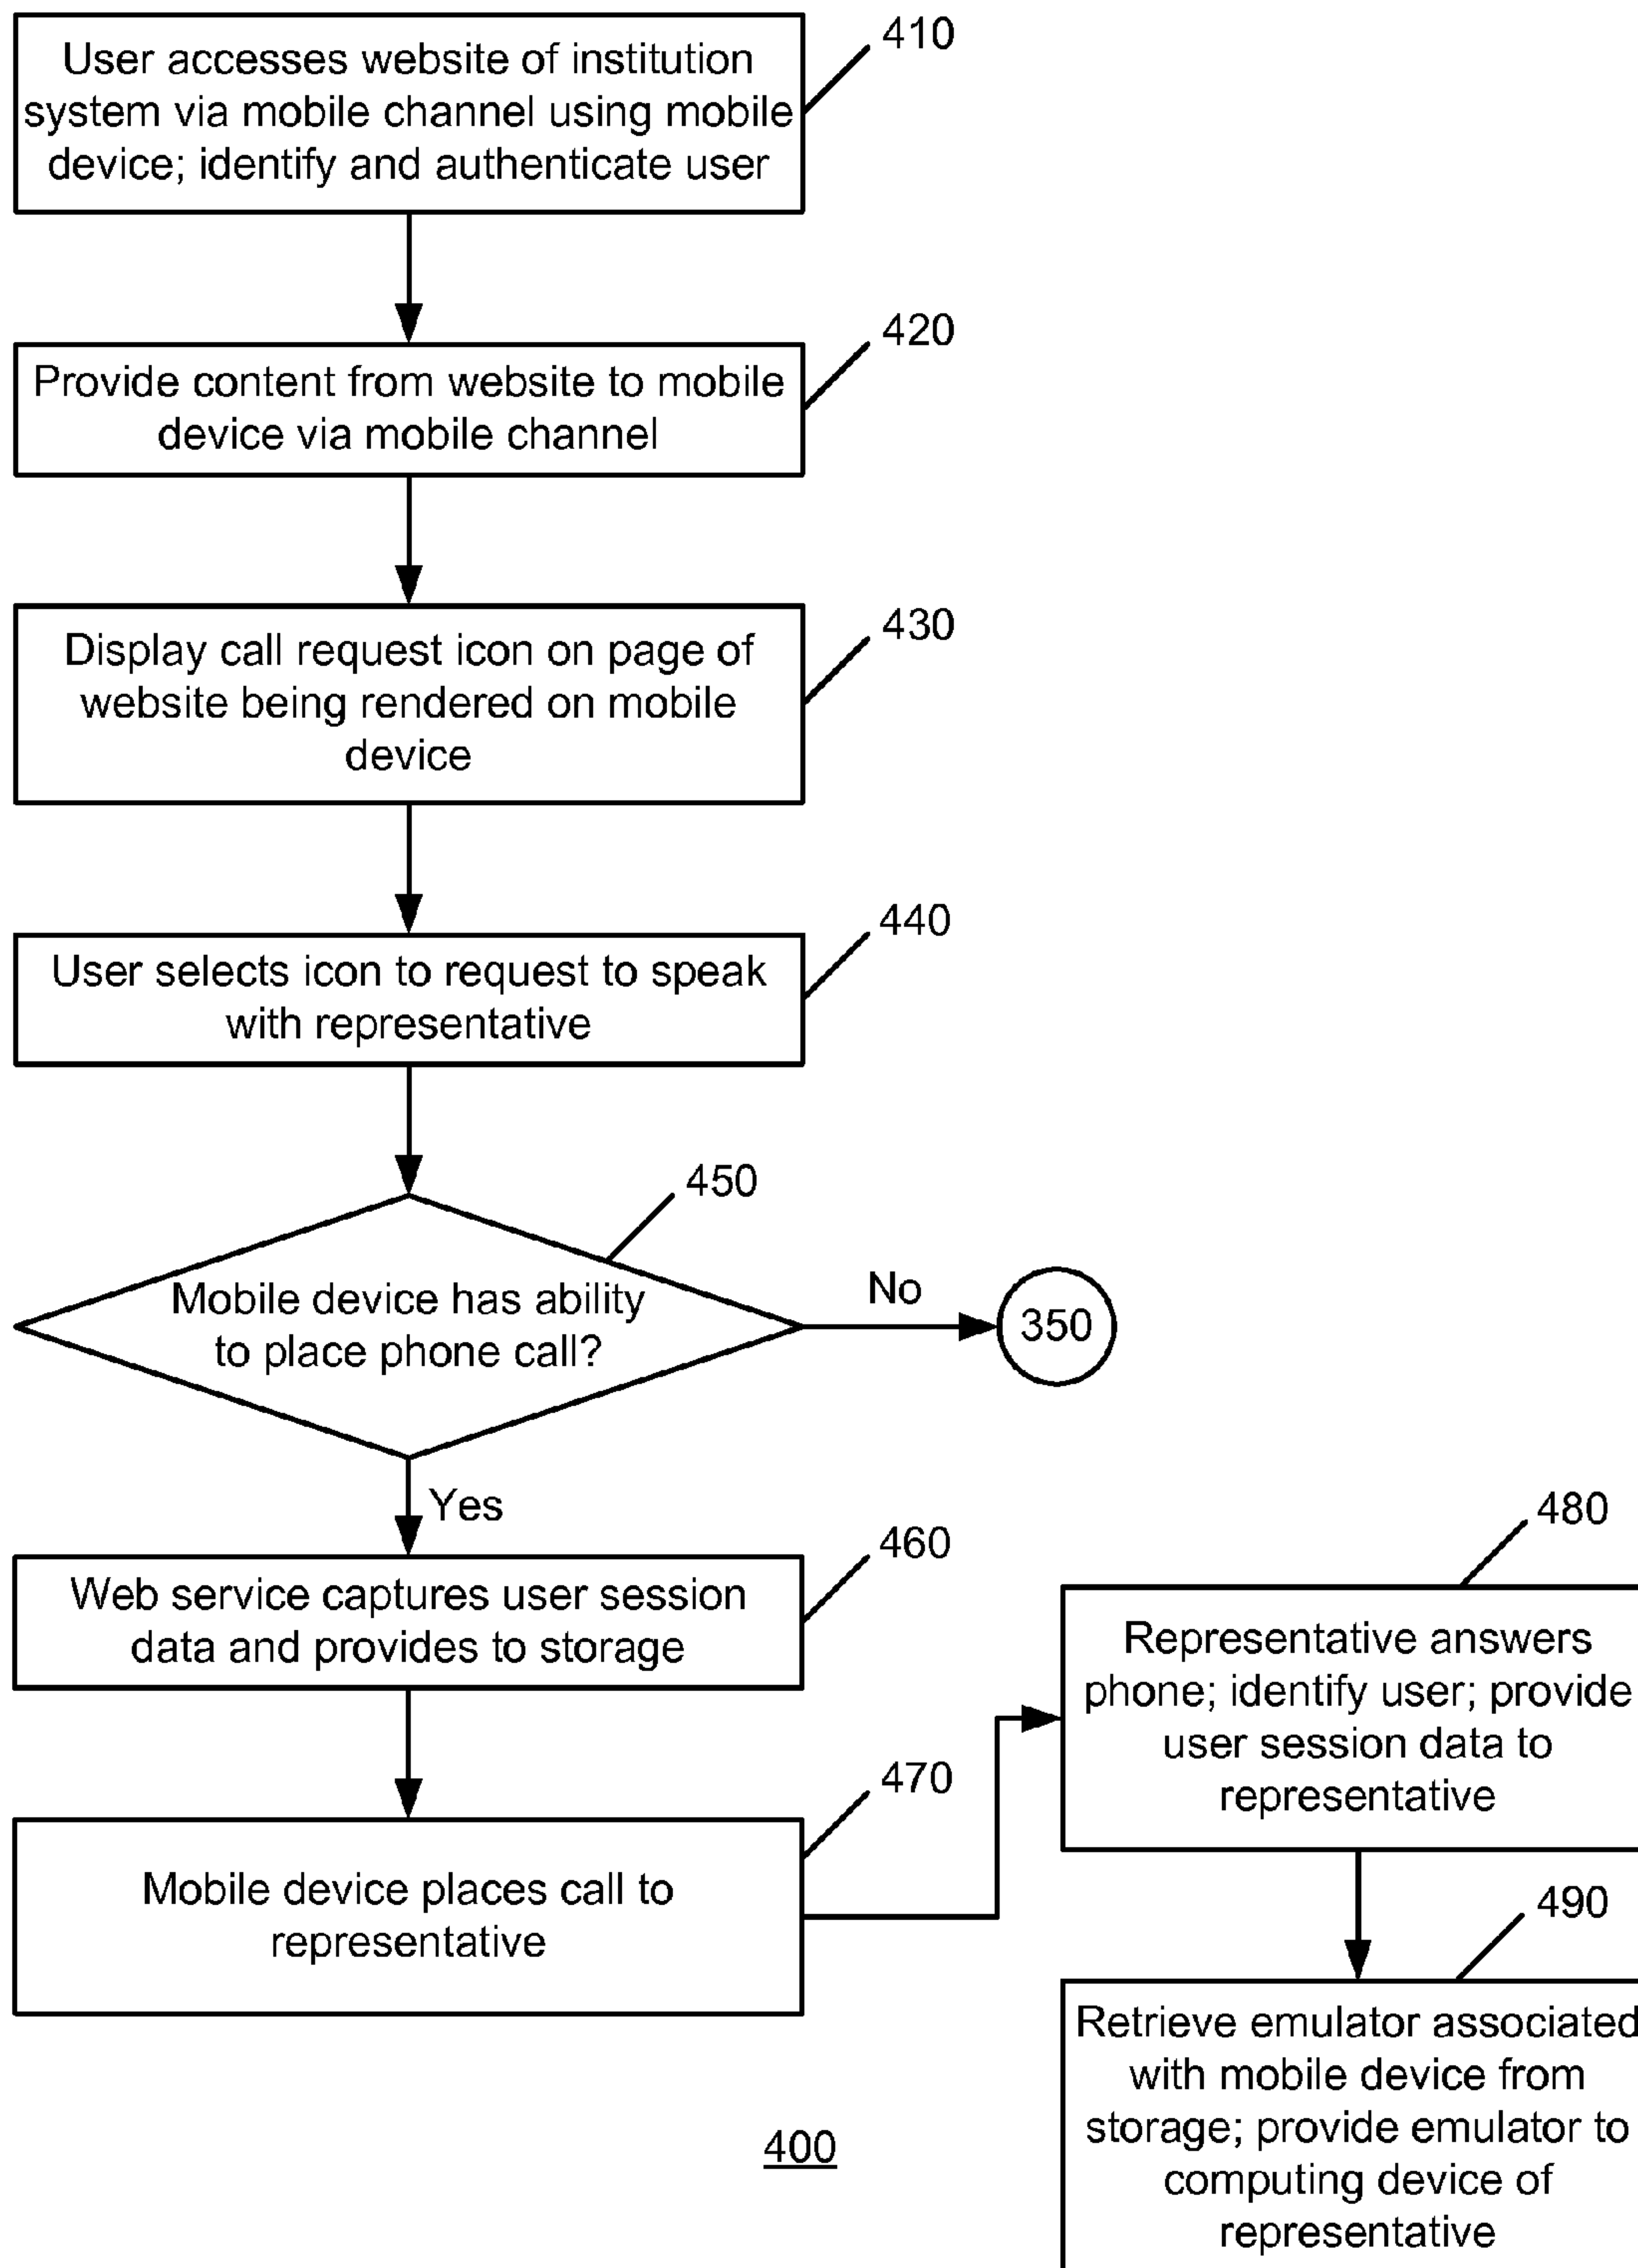 410
User accesses website of institution
system via mobile channel using mobile
device; identify and authenticate user
420
Provide content from website to mobile
device via mobile channel
430
Display call request icon on page of
website being rendered on mobile
device
440
User selects icon to request to speak
with representative
450
Mobile device has ability
to place phone call?
No
350
Yes
460
Web service captures user session
data and provides to storage
470
Mobile device places call to
representative
480
Representative answers
phone; identify user; provide
user session data to
representative
490
Retrieve emulator associated
with mobile device from
storage; provide emulator to
computing device of
representative
400